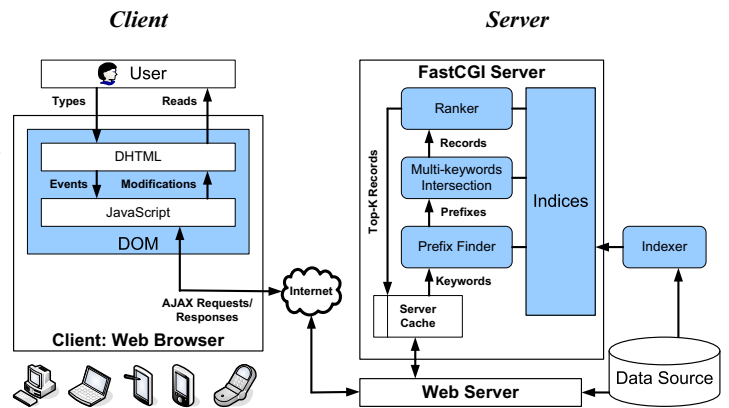 Client
Server
User
Types
Reads
DHTML
Events
Modifications
JavaScript
DOM
AJAX Requests/
Responses
Client: Web Browser
Internet
FastCGI Server
Ranker
Records
Multi-keywords
Intersection
Prefixes
Prefix Finder
Keywords
Server
Cache
Top-K Records
Indices
Indexer
Web Server
Data Source